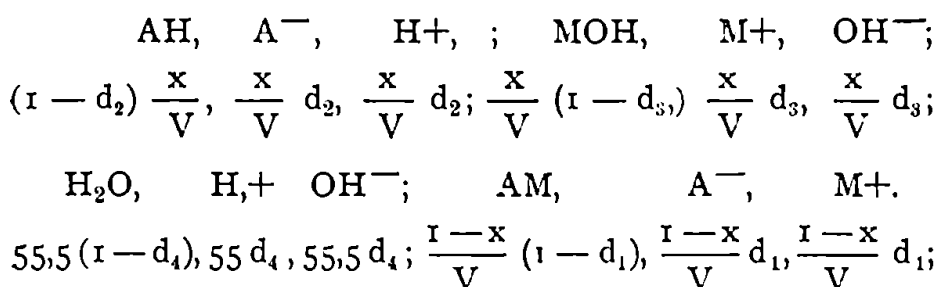 AH, A⁻, H+, ; MOH, M+, OH⁻;
(1 — d₂) x/V, x/V d₂, x/V d₂; x/V (1 — d₃,) x/V d₃, x/V d₃;
H₂O, H,+ OH⁻; AM, A⁻, M+.
55,5 (1 — d₄), 55 d₄, 55,5 d₄; 1—x/V (1 — d₁), 1—x/V d₁, 1—x/V d₁;